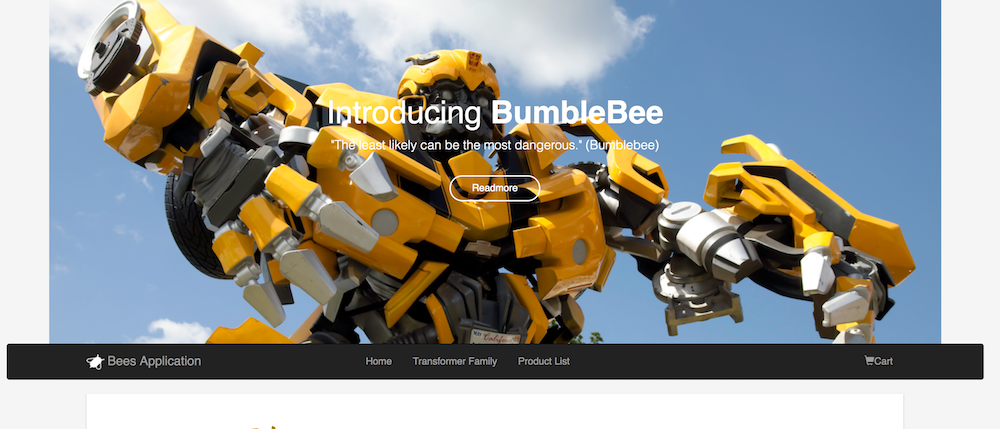 Introducing BumbleBee
"The least likely can be the most dangerous." (Bumblebee)
Readmore
Bees Application
Home
Transformer Family
Product List
Cart